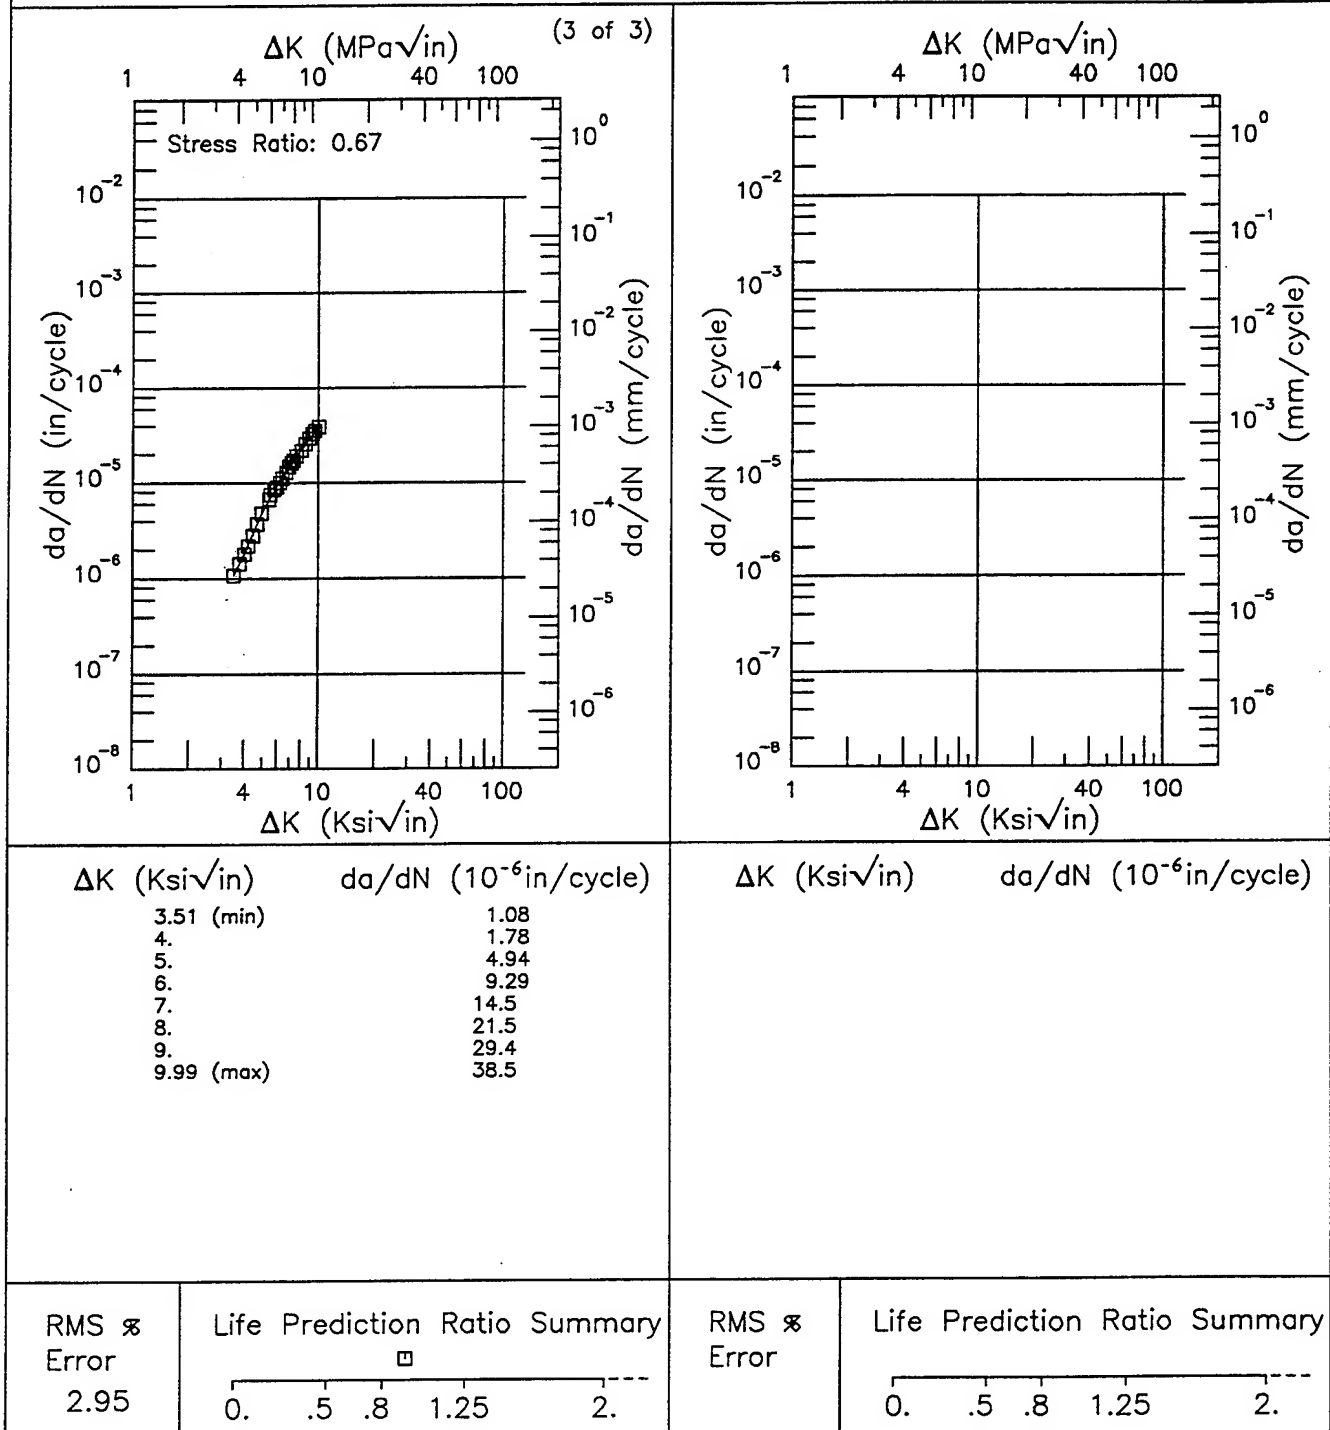 (3 of 3)
ΔK (MPa√in)
1 4 10 40 100
Stress Ratio: 0.67
da/dN (in/cycle)
10⁻²
10⁻³
10⁻⁴
10⁻⁵
10⁻⁶
10⁻⁷
10⁻⁸
10⁰
10⁻¹
10⁻²
10⁻³
10⁻⁴
10⁻⁵
10⁻⁶
da/dN (mm/cycle)
1 4 10 40 100
ΔK (Ksi√in)
ΔK (MPa√in)
1 4 10 40 100
da/dN (in/cycle)
10⁻²
10⁻³
10⁻⁴
10⁻⁵
10⁻⁶
10⁻⁷
10⁻⁸
10⁰
10⁻¹
10⁻²
10⁻³
10⁻⁴
10⁻⁵
10⁻⁶
da/dN (mm/cycle)
1 4 10 40 100
ΔK (Ksi√in)
ΔK (Ksi√in) da/dN (10⁻⁶in/cycle)
3.51 (min) 1.08
4. 1.78
5. 4.94
6. 9.29
7. 14.5
8. 21.5
9. 29.4
9.99 (max) 38.5
ΔK (Ksi√in) da/dN (10⁻⁶in/cycle)
RMS %
Error
2.95
Life Prediction Ratio Summary
0. .5 .8 1.25 2.
RMS %
Error
Life Prediction Ratio Summary
0. .5 .8 1.25 2.